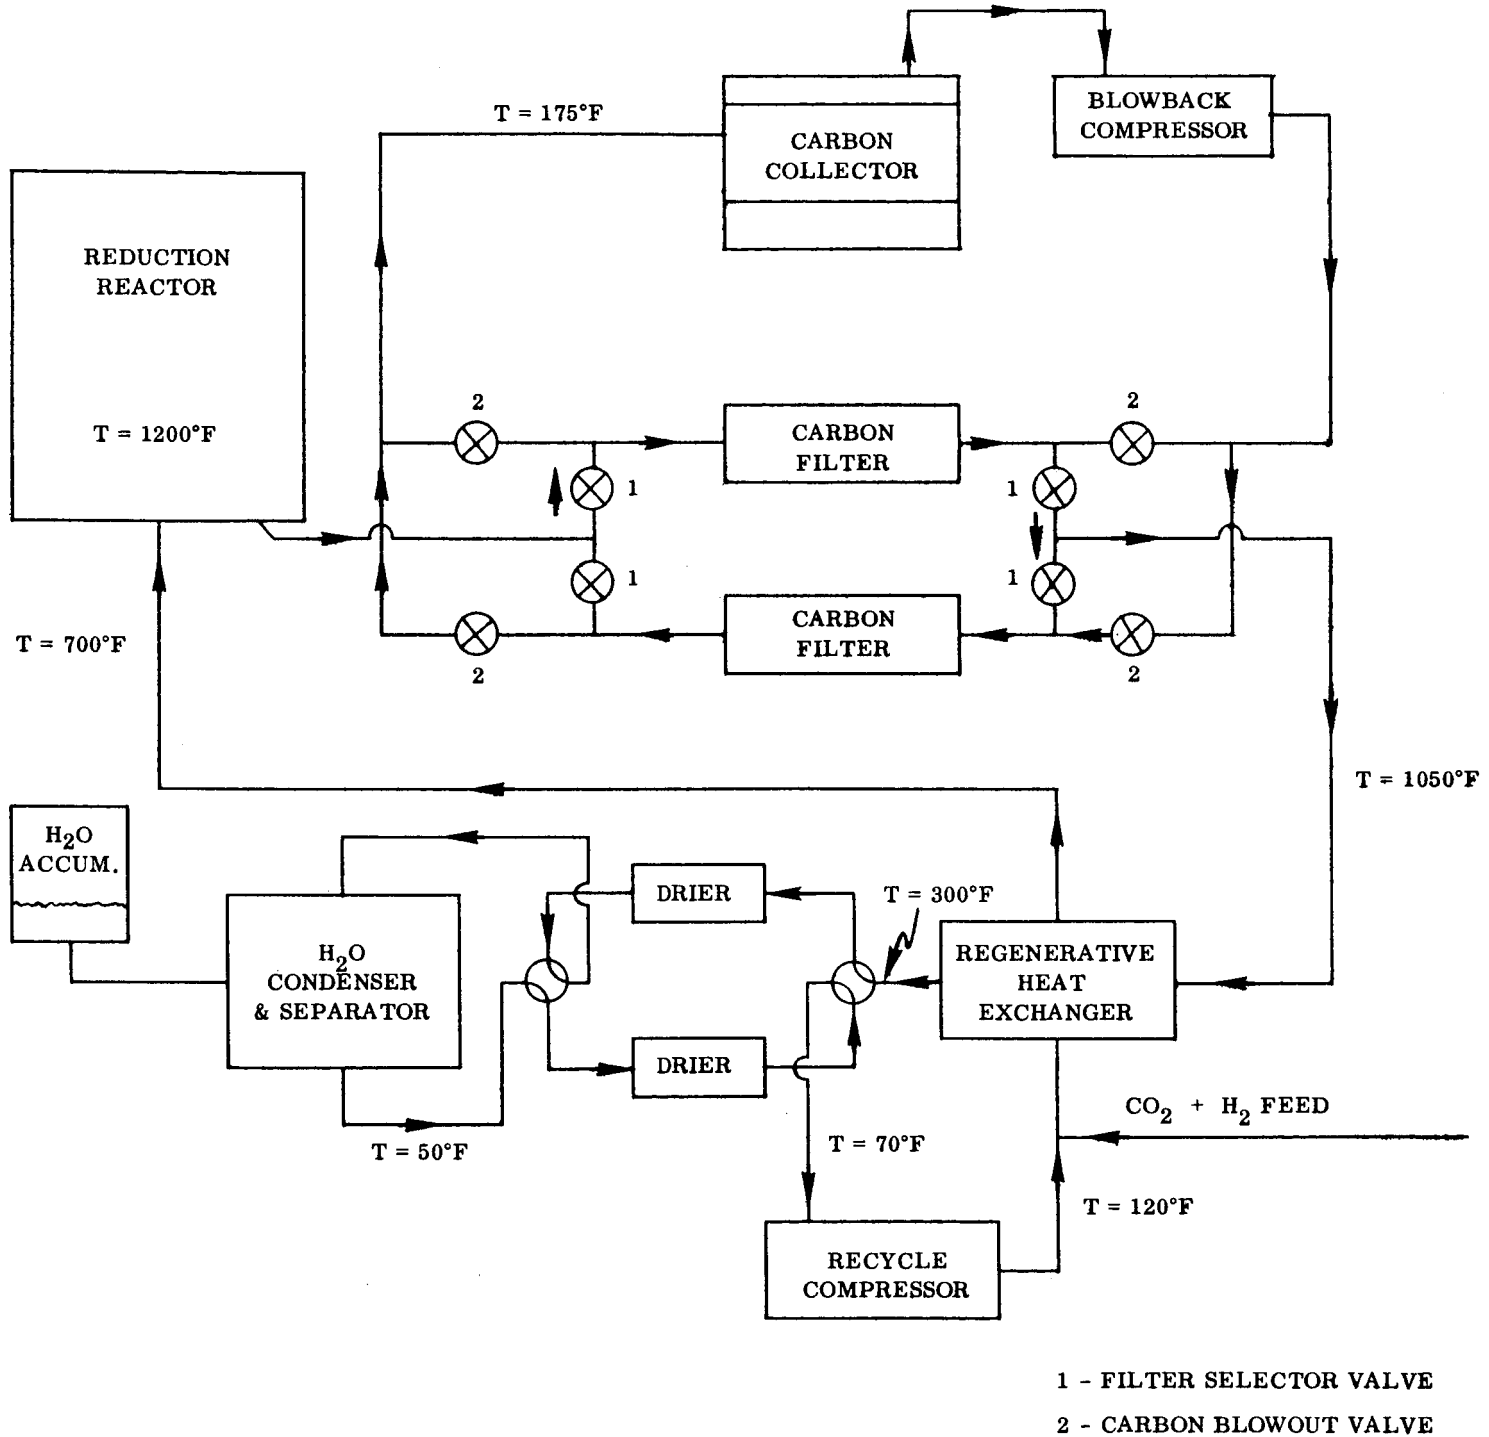 T = 175°F
CARBON
COLLECTOR
BLOWBACK
COMPRESSOR
REDUCTION
REACTOR
T = 1200°F
2
CARBON
FILTER
2
1
1
1
1
CARBON
FILTER
2
2
T = 700°F
T = 1050°F
H2O
ACCUM.
DRIER
T = 300°F
H2O
CONDENSER
& SEPARATOR
REGENERATIVE
HEAT
EXCHANGER
DRIER
CO2 + H2 FEED
T = 50°F
T = 70°F
T = 120°F
RECYCLE
COMPRESSOR
1 - FILTER SELECTOR VALVE
2 - CARBON BLOWOUT VALVE